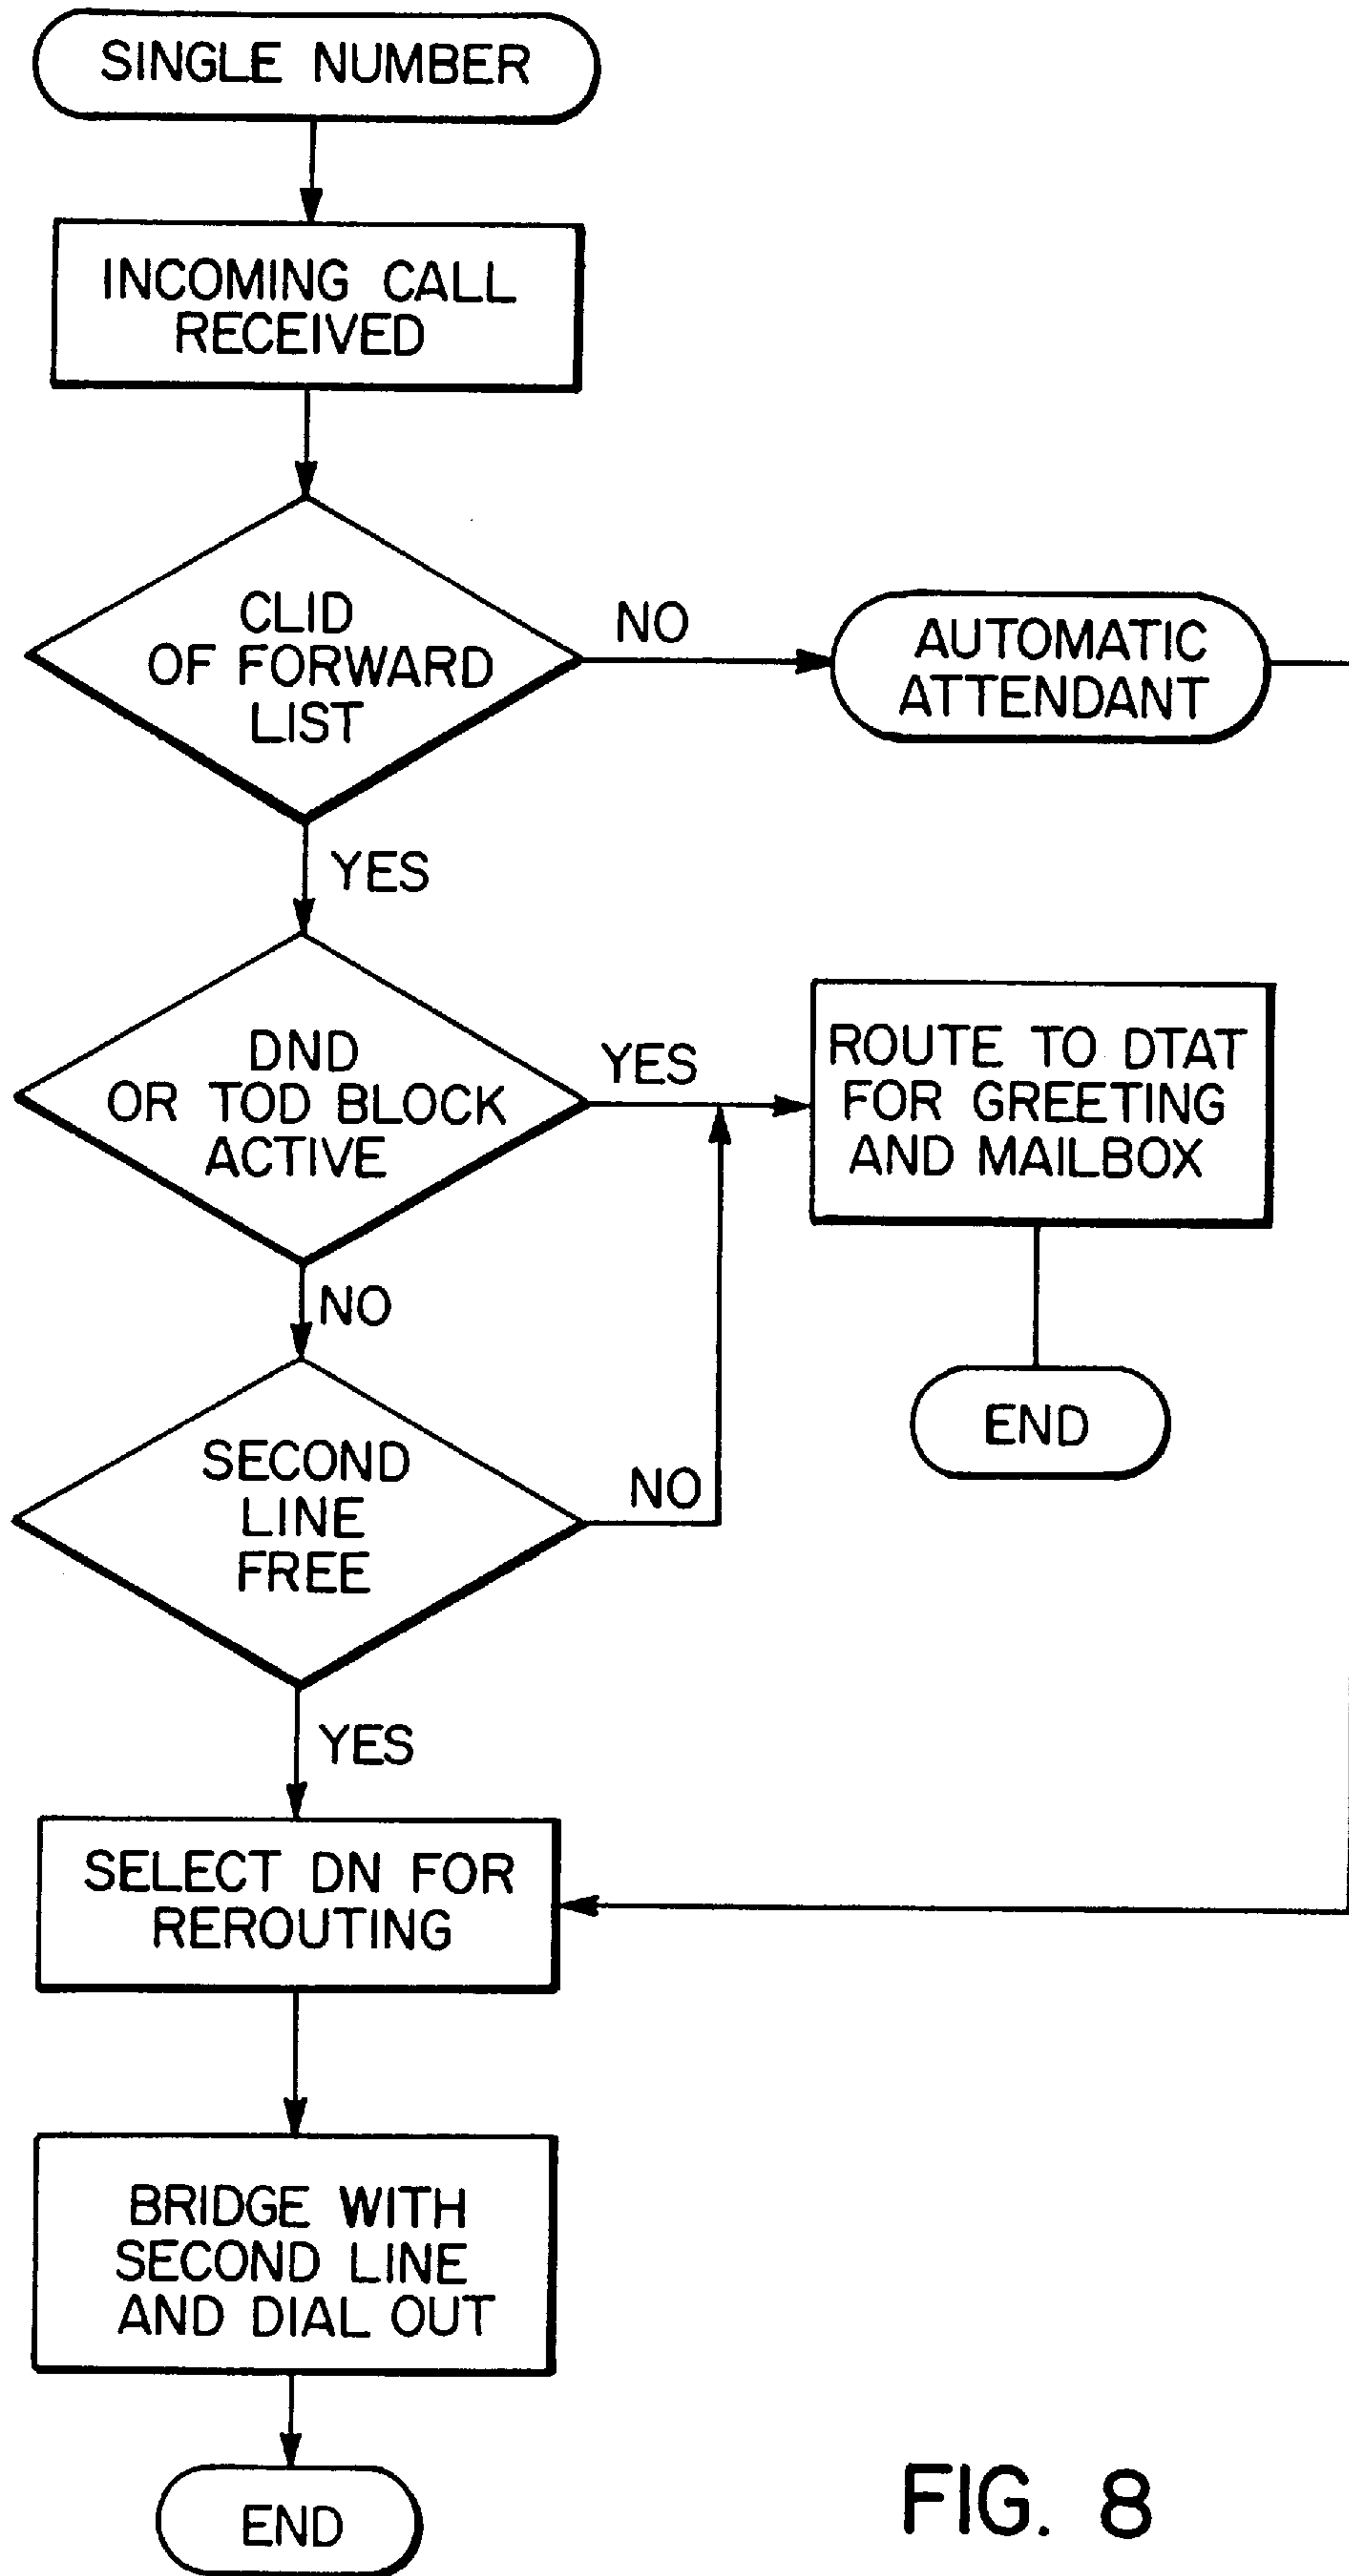 SINGLE NUMBER
INCOMING CALL
RECEIVED
CLID
OF FORWARD
LIST
NO
AUTOMATIC
ATTENDANT
YES
DND
OR TOD BLOCK
ACTIVE
YES
ROUTE TO DTAT
FOR GREETING
AND MAILBOX
NO
END
SECOND
LINE
FREE
NO
YES
SELECT DN FOR
REROUTING
BRIDGE WITH
SECOND LINE
AND DIAL OUT
END
FIG. 8